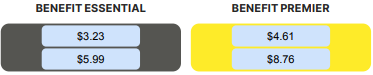 BENEFIT ESSENTIAL BENEFIT PREMIER
$3.23 $4.61
$5.99 $8.76